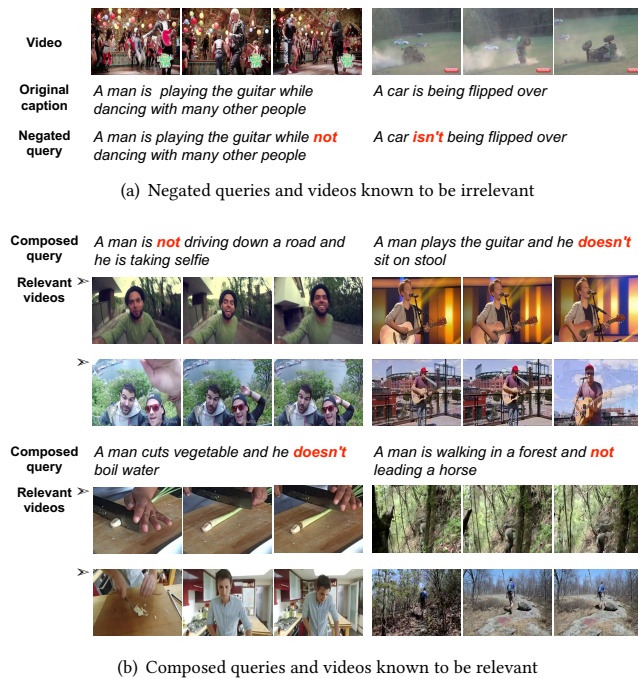 Video
Original caption
A man is playing the guitar while
dancing with many other people
A car is being flipped over
Negated query
A man is playing the guitar while not
dancing with many other people
A car isn't being flipped over
(a) Negated queries and videos known to be irrelevant
Composed query
A man is not driving down a road and
he is taking selfie
A man plays the guitar and he doesn't
sit on stool
Relevant videos
Composed query
A man cuts vegetable and he doesn't
boil water
A man is walking in a forest and not
leading a horse
Relevant videos
(b) Composed queries and videos known to be relevant